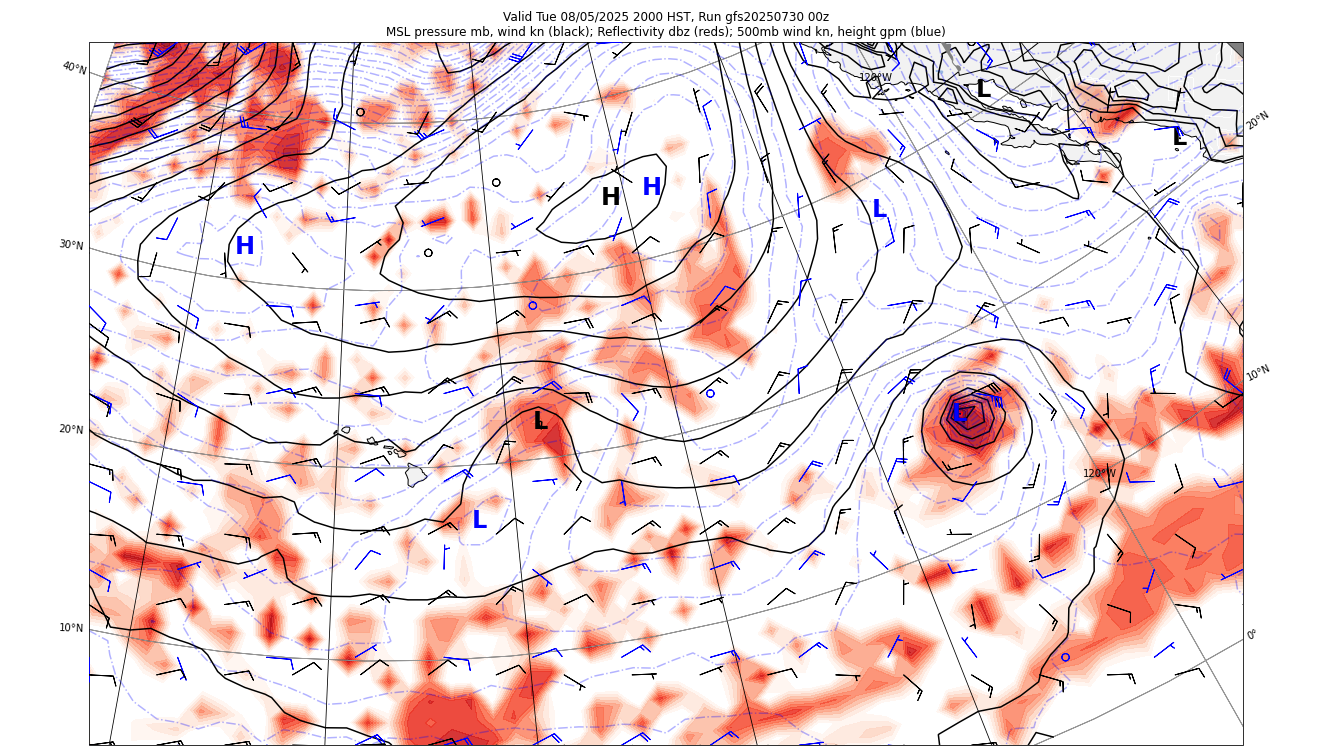 Valid Tue 08/05/2025 2000 HST, Run gfs20250730 00z
MSL pressure mb, wind kn (black); Reflectivity dbz (reds); 500mb wind kn, height gpm (blue)
40°N
120°W
L
20°N
L
H
H
L
30°N
H
10°N
L
20°N
L
120°W
L
10°N
0°